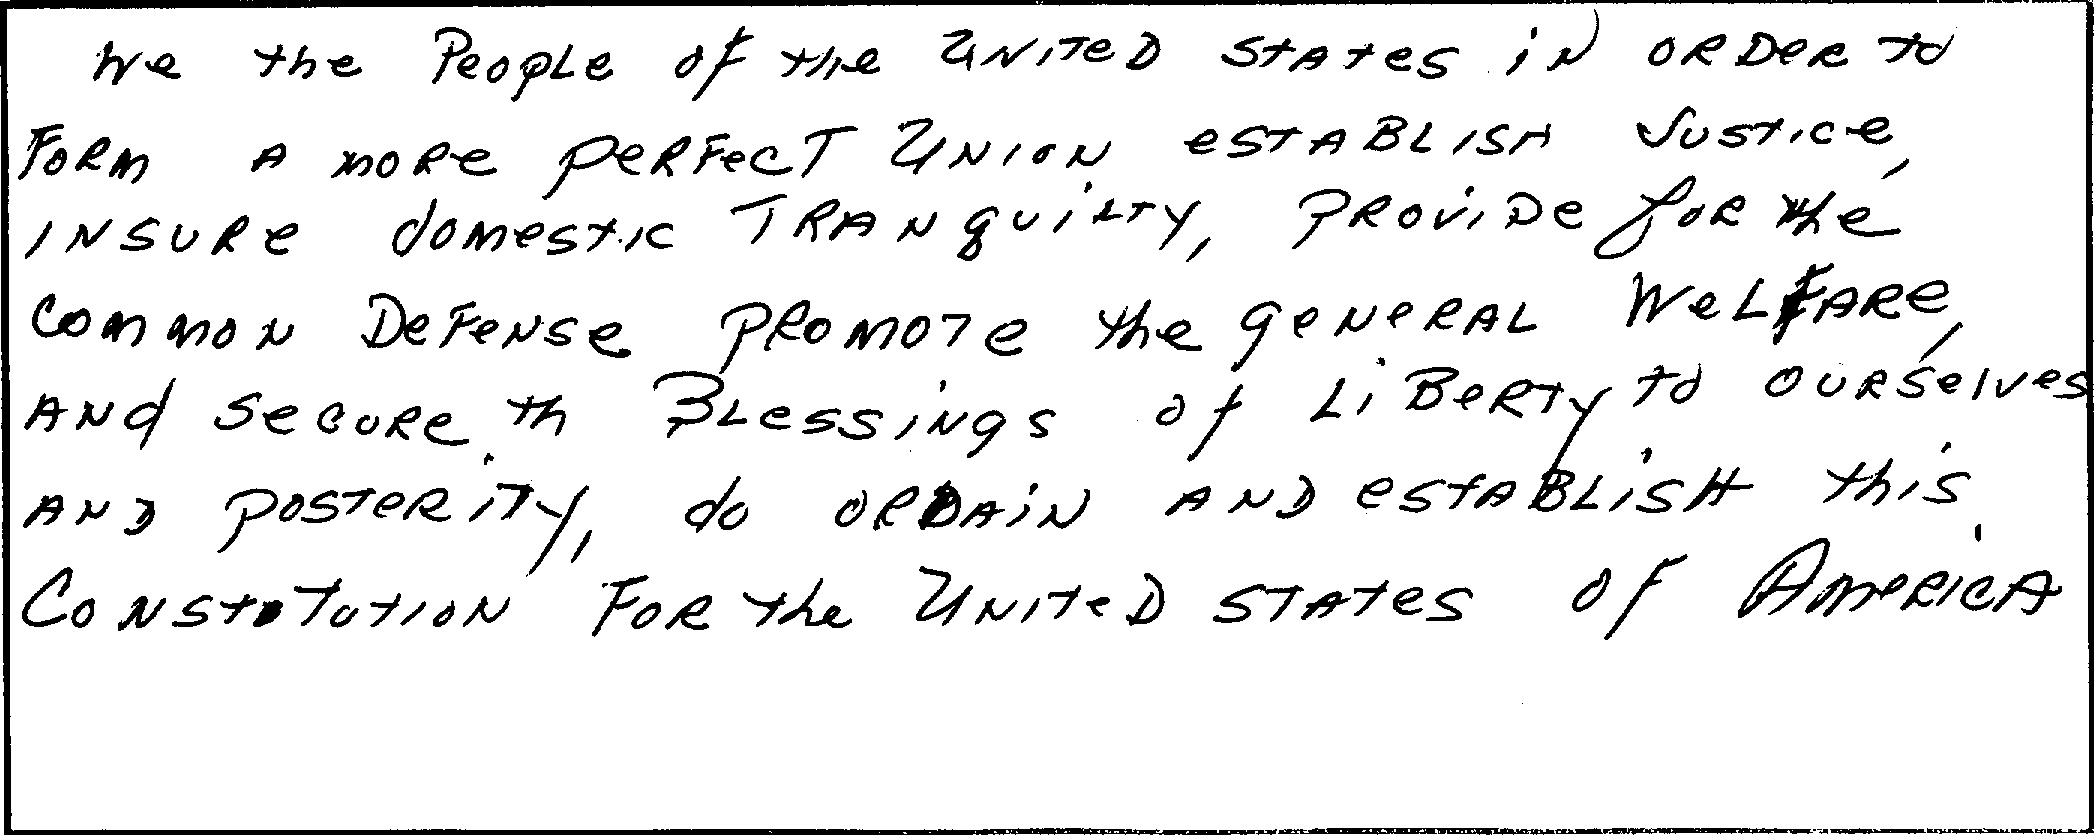 We the People of the United States in order to
Form a more perfect Union establish Justice,
insure domestic Tranquilty, provide for the
Common Defense promote the general Welfare,
and secure th Blessings of Liberty to ourselves
and posterity, do ordain and establish this
Constitution For the United States of America